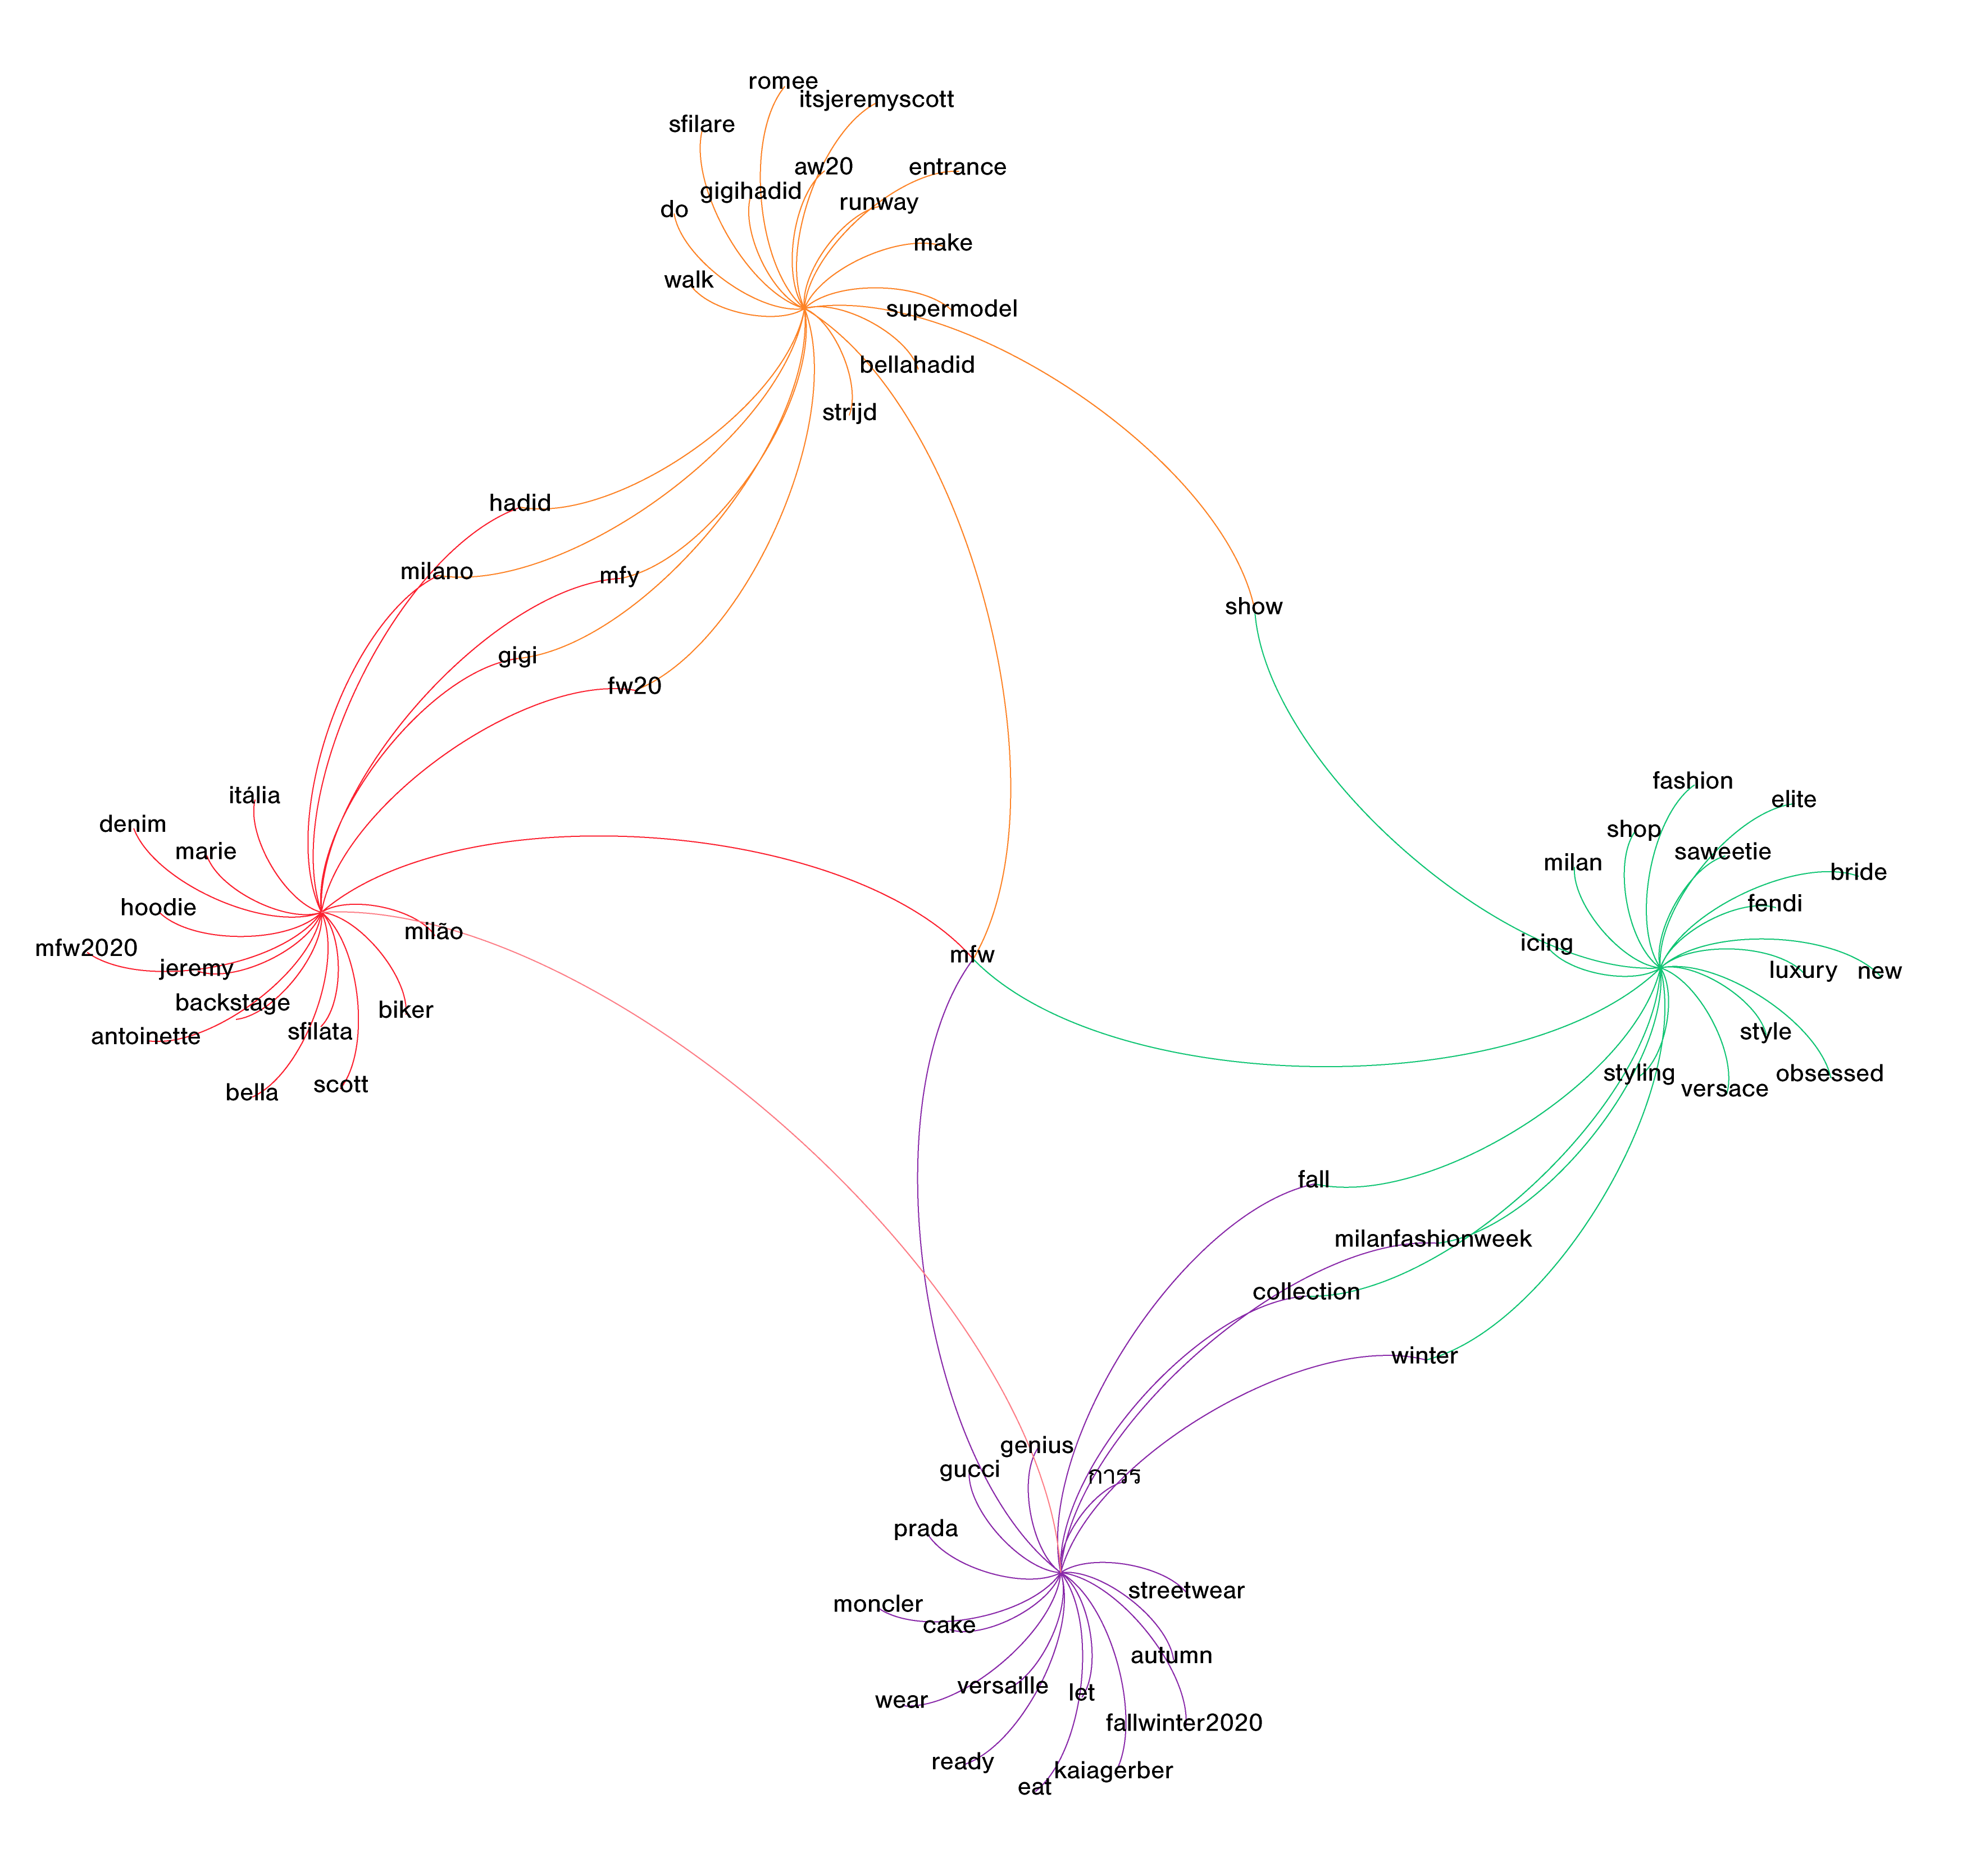 romee
itsjeremyscott
sfilare
aw20
entrance
gigihadid
runway
do
make
walk
supermodel
bellahadid
strijd
hadid
milano
mfy
show
gigi
fw20
fashion
itália
elite
denim
shop
marie
saweetie
milan
bride
hoodie
fendi
milão
icing
mfw2020
mfw
jeremy
luxury
new
backstage
biker
antoinette
sfilata
style
styling
obsessed
bella
scott
versace
fall
milanfashionweek
collection
winter
genius
gucci
การร
prada
streetwear
moncler
cake
autumn
versaille
let
wear
fallwinter2020
ready
kaiagerber
eat